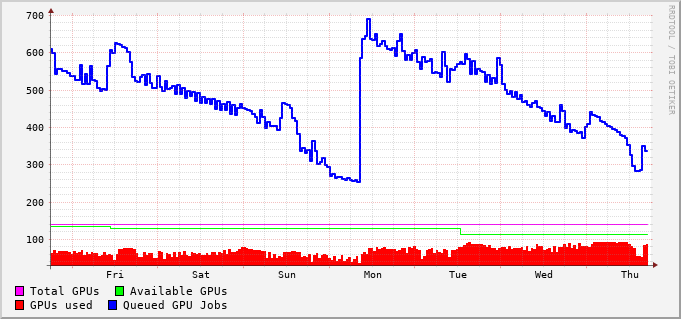 700
600
500
400
300
200
100
Fri Sat Sun Mon Tue Wed Thu
Total GPUs Available GPUs
GPUs used Queued GPU Jobs
RRDTOOL / TOBI OETIKER